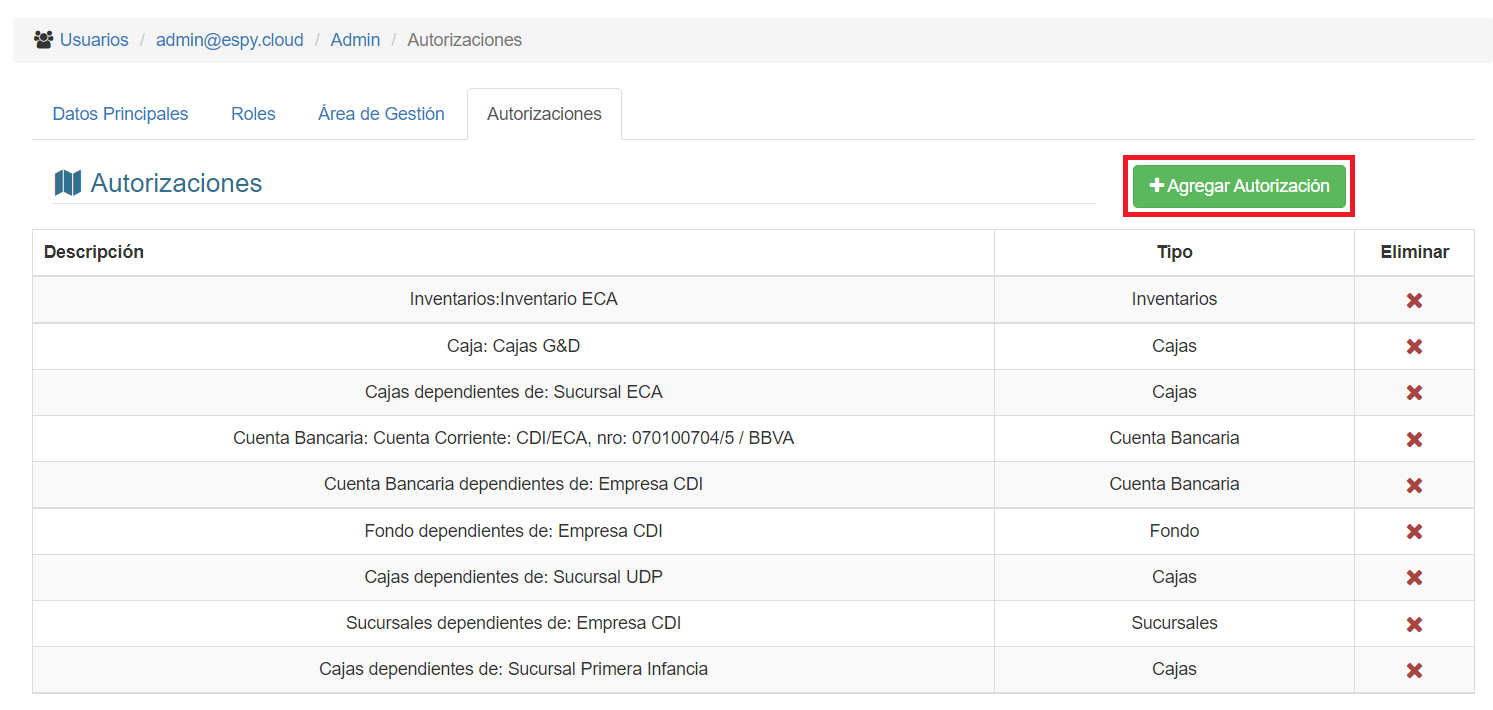 Usuarios / admin@espy.cloud / Admin / Autorizaciones
Datos Principales Roles Área de Gestión Autorizaciones
Autorizaciones
Agregar Autorización
Descripción Tipo Eliminar
Inventarios:Inventario ECA Inventarios
Caja: Cajas G&D Cajas
Cajas dependientes de: Sucursal ECA Cajas
Cuenta Bancaria: Cuenta Corriente: CDI/ECA, nro: 070100704/5 / BBVA Cuenta Bancaria
Cuenta Bancaria dependientes de: Empresa CDI Cuenta Bancaria
Fondo dependientes de: Empresa CDI Fondo
Cajas dependientes de: Sucursal UDP Cajas
Sucursales dependientes de: Empresa CDI Sucursales
Cajas dependientes de: Sucursal Primera Infancia Cajas